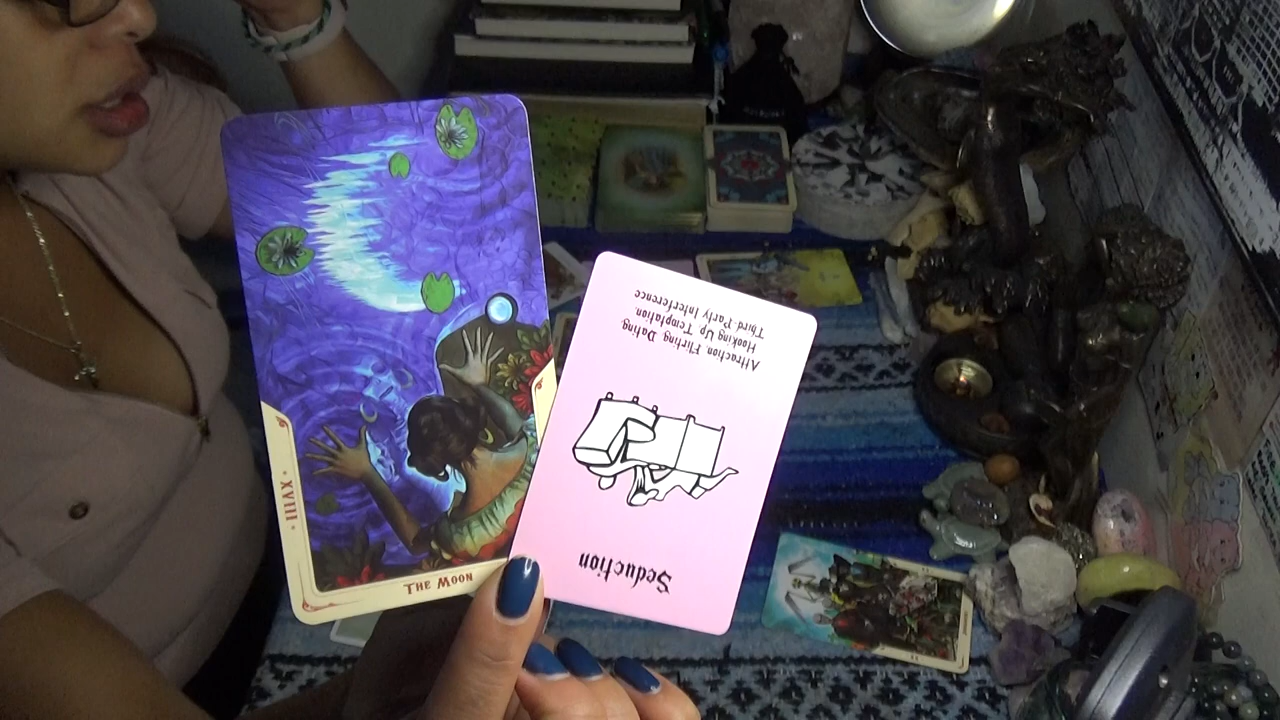 XVIII
THE MOON
Seduction
Attraction. Flirting. Dating.
Hooking Up. Temptation.
Third Party Interference